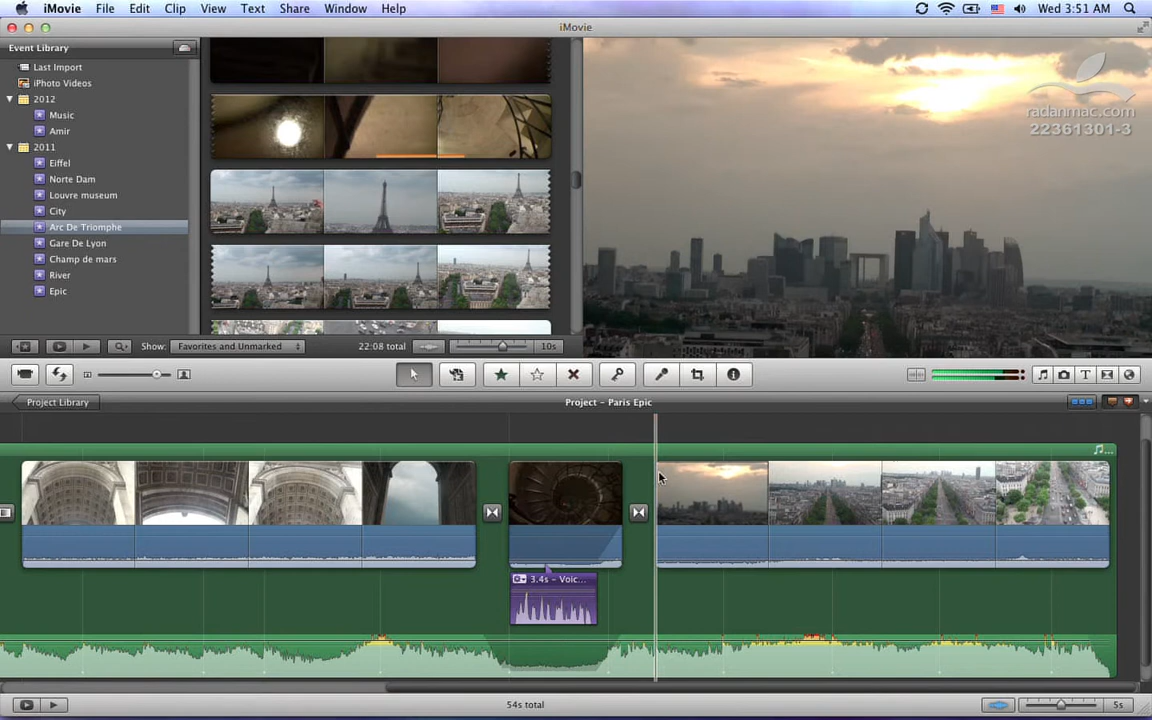 iMovie File Edit Clip View Text Share Window Help Wed 3:51 AM
iMovie
Event Library
Last Import
iPhoto Videos
2012
Music
Amir
2011
Eiffel
Norte Dam
Louvre museum
City
Arc De Triomphe
Gare De Lyon
Champ de mars
River
Epic
radanmac.com
22361301-3
Show: Favorites and Unmarked 22:08 total 10s
Project Library Project - Paris Epic
3.4s - Voic...
54s total 5s